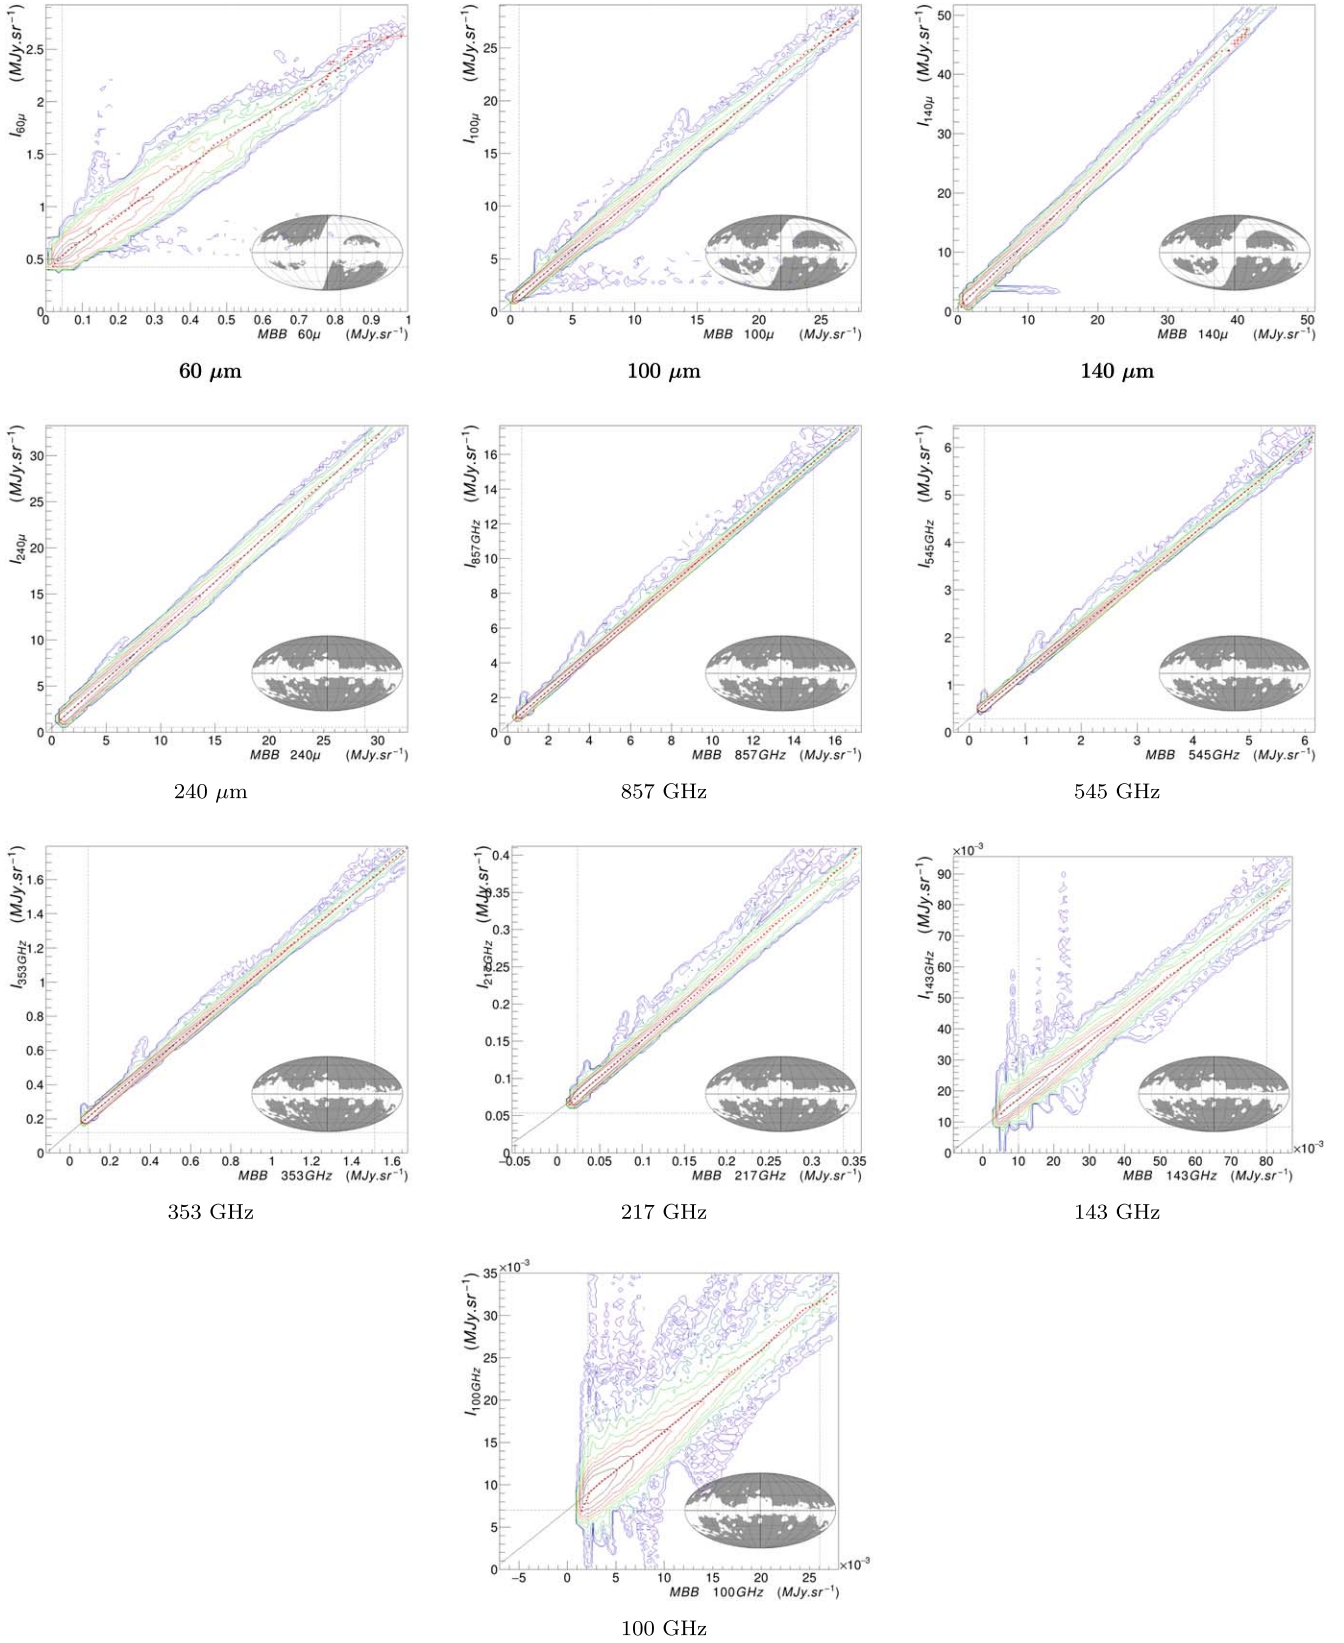 I60μ (MJy.sr−1)
2.5
2
1.5
1
0.5
0
0 0.1 0.2 0.3 0.4 0.5 0.6 0.7 0.8 0.9 1
MBB 60μ (MJy.sr−1)
60 μm
I100μ (MJy.sr−1)
25
20
15
10
5
0
0 5 10 15 20 25
MBB 100μ (MJy.sr−1)
100 μm
I140μ (MJy.sr−1)
50
40
30
20
10
0
0 10 20 30 40 50
MBB 140μ (MJy.sr−1)
140 μm
I240μ (MJy.sr−1)
30
25
20
15
10
5
0
0 5 10 15 20 25 30
MBB 240μ (MJy.sr−1)
240 μm
I857GHz (MJy.sr−1)
16
14
12
10
8
6
4
2
0
0 2 4 6 8 10 12 14 16
MBB 857GHz (MJy.sr−1)
857 GHz
I545GHz (MJy.sr−1)
6
5
4
3
2
1
0
0 1 2 3 4 5 6
MBB 545GHz (MJy.sr−1)
545 GHz
I353GHz (MJy.sr−1)
1.6
1.4
1.2
1
0.8
0.6
0.4
0.2
0
0 0.2 0.4 0.6 0.8 1 1.2 1.4 1.6
MBB 353GHz (MJy.sr−1)
353 GHz
I217GHz (MJy.sr−1)
0.4
0.35
0.3
0.25
0.2
0.15
0.1
0.05
0
−0.05 0 0.05 0.1 0.15 0.2 0.25 0.3 0.35
MBB 217GHz (MJy.sr−1)
217 GHz
×10−3
I143GHz (MJy.sr−1)
90
80
70
60
50
40
30
20
10
0
0 10 20 30 40 50 60 70 80 ×10−3
MBB 143GHz (MJy.sr−1)
143 GHz
×10−3
I100GHz (MJy.sr−1)
35
30
25
20
15
10
5
0
−5 0 5 10 15 20 25 ×10−3
MBB 100GHz (MJy.sr−1)
100 GHz